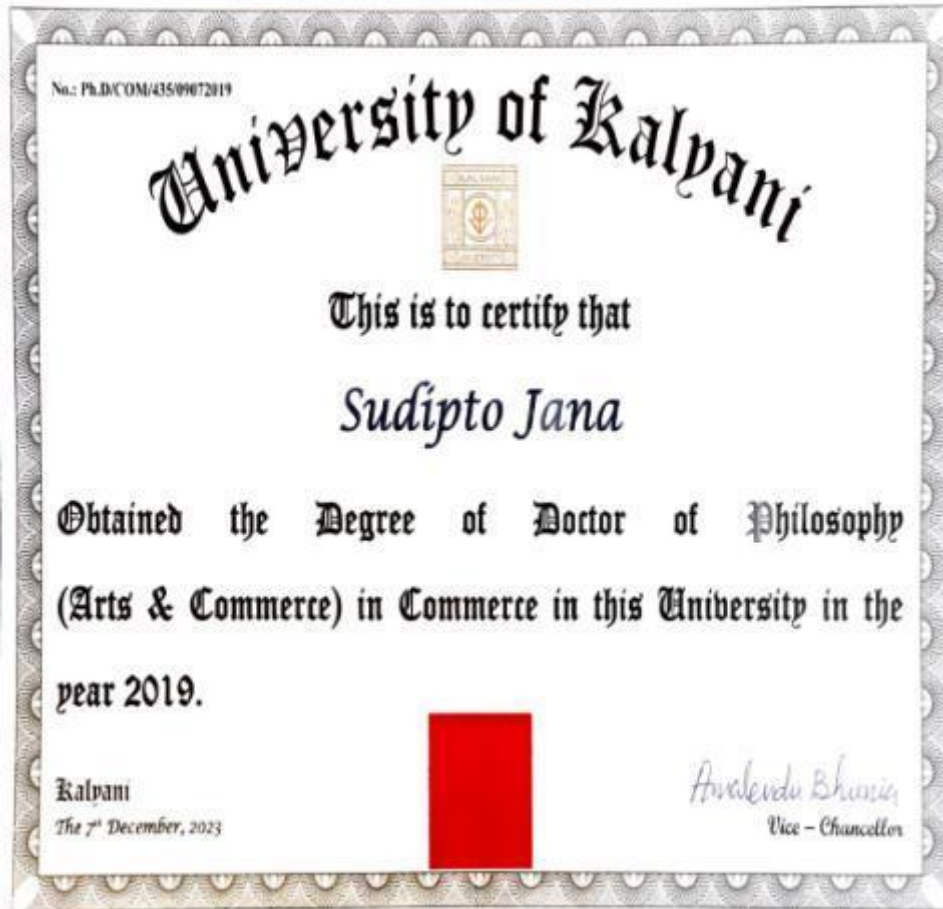 No.: Ph.D/COM/435/09072019
University of Kalyani
This is to certify that
Sudipto Jana
Obtained the Degree of Doctor of Philosophy
(Arts & Commerce) in Commerce in this University in the
year 2019.
Kalyani
The 7th December, 2023
Amalendu Bhunia
Vice – Chancellor